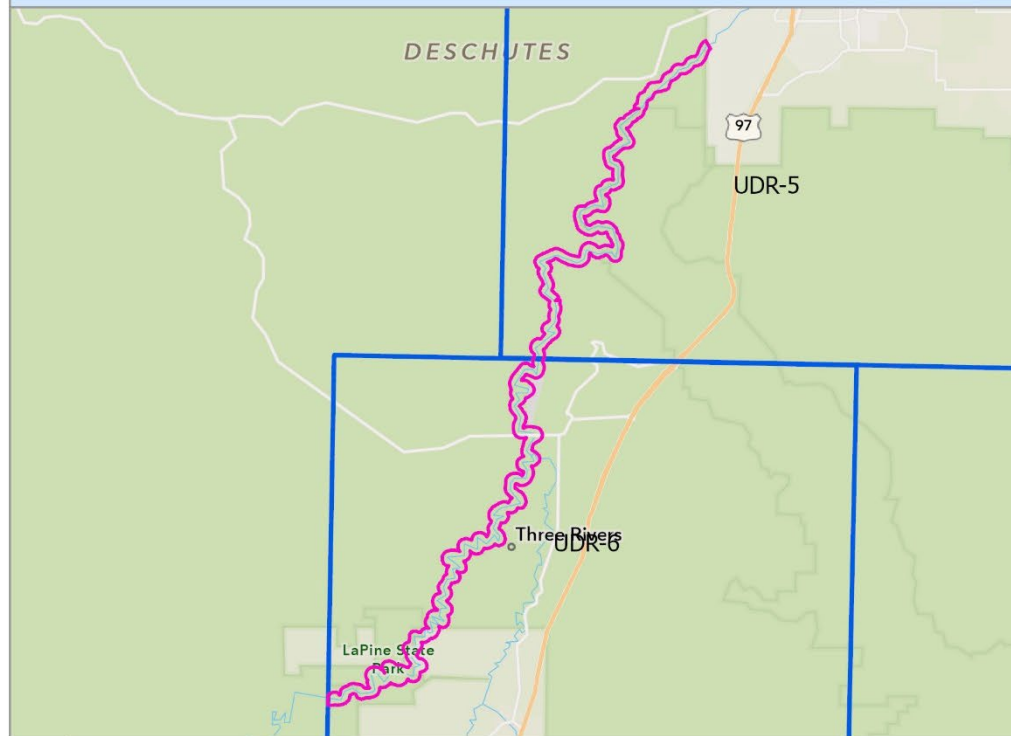 DESCHUTES
97
UDR-5
Three Rivers
UDR-6
LaPine State
Park